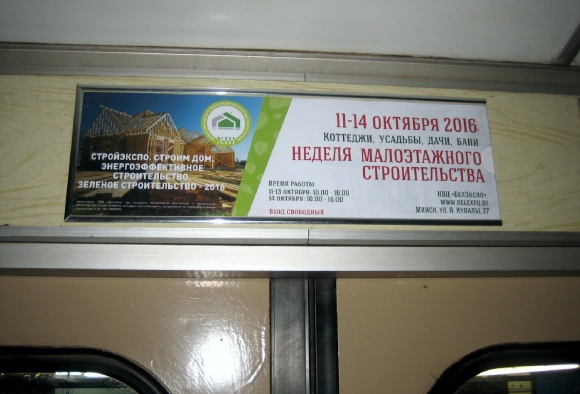 СТРОЙЭКСПО. СТРОИМ ДОМ.
ЭНЕРГОЭФФЕКТИВНОЕ
СТРОИТЕЛЬСТВО.
ЗЕЛЕНОЕ СТРОИТЕЛЬСТВО - 2016
11-14 ОКТЯБРЯ 2016
КОТТЕДЖИ, УСАДЬБЫ, ДАЧИ, БАНИ
НЕДЕЛЯ МАЛОЭТАЖНОГО
СТРОИТЕЛЬСТВА
ВРЕМЯ РАБОТЫ:
11-13 ОКТЯБРЯ: 10.00 - 18.00
14 ОКТЯБРЯ: 10.00 - 16.00
ВХОД СВОБОДНЫЙ
НВЦ «БЕЛЭКСПО»
WWW.BELEXPO.BY
МИНСК, УЛ. Я. КУПАЛЫ, 27